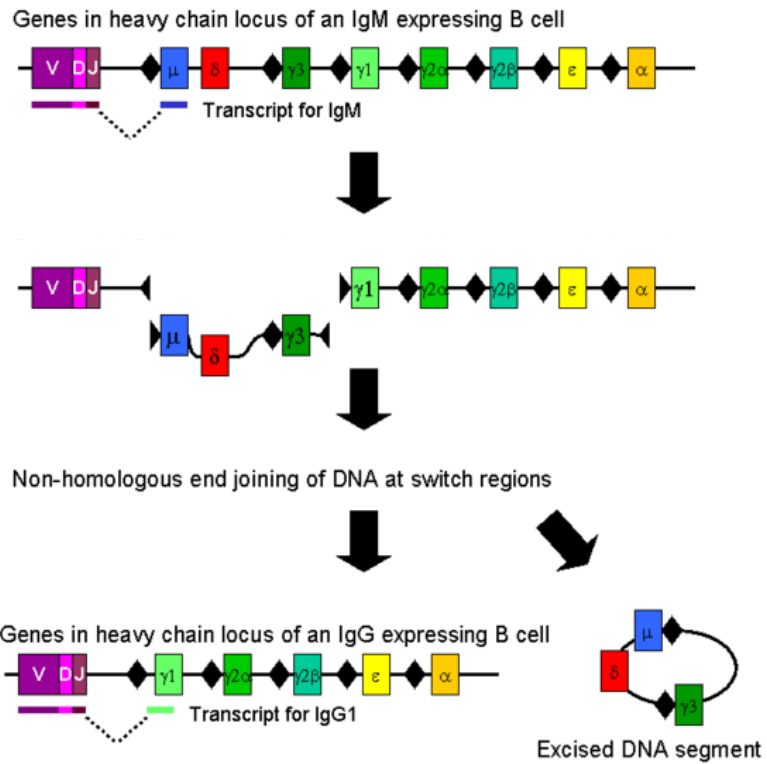 Genes in heavy chain locus of an IgM expressing B cell
V D J μ δ γ3 γ1 γ2α γ2β ε α
Transcript for IgM
V D J γ1 γ2α γ2β ε α
μ δ γ3
Non-homologous end joining of DNA at switch regions
Genes in heavy chain locus of an IgG expressing B cell
V D J γ1 γ2α γ2β ε α
Transcript for IgG1
μ
δ
γ3
Excised DNA segment